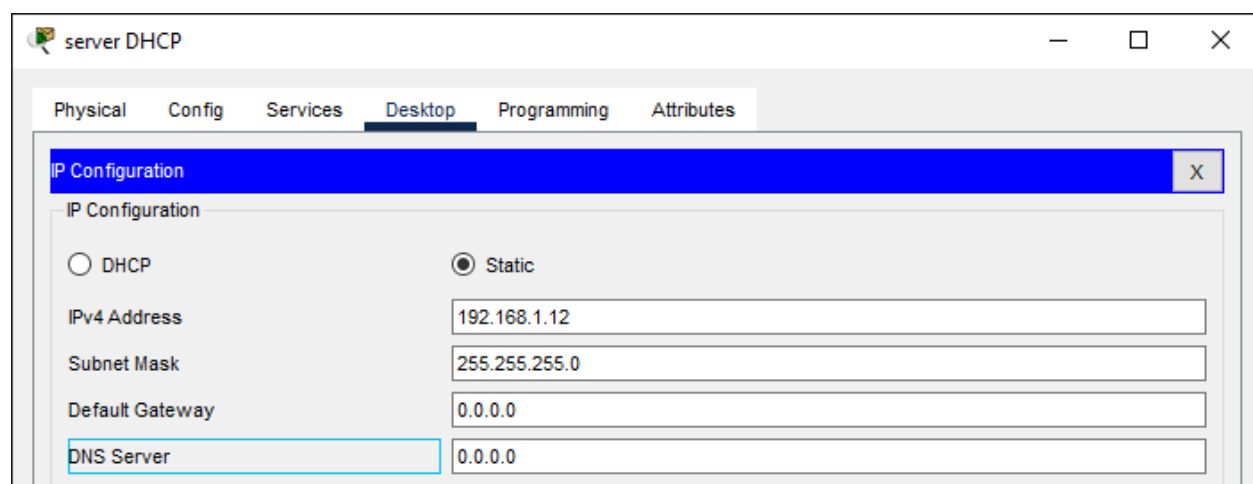 server DHCP
Physical Config Services Desktop Programming Attributes
IP Configuration X
IP Configuration
DHCP Static
IPv4 Address 192.168.1.12
Subnet Mask 255.255.255.0
Default Gateway 0.0.0.0
DNS Server 0.0.0.0